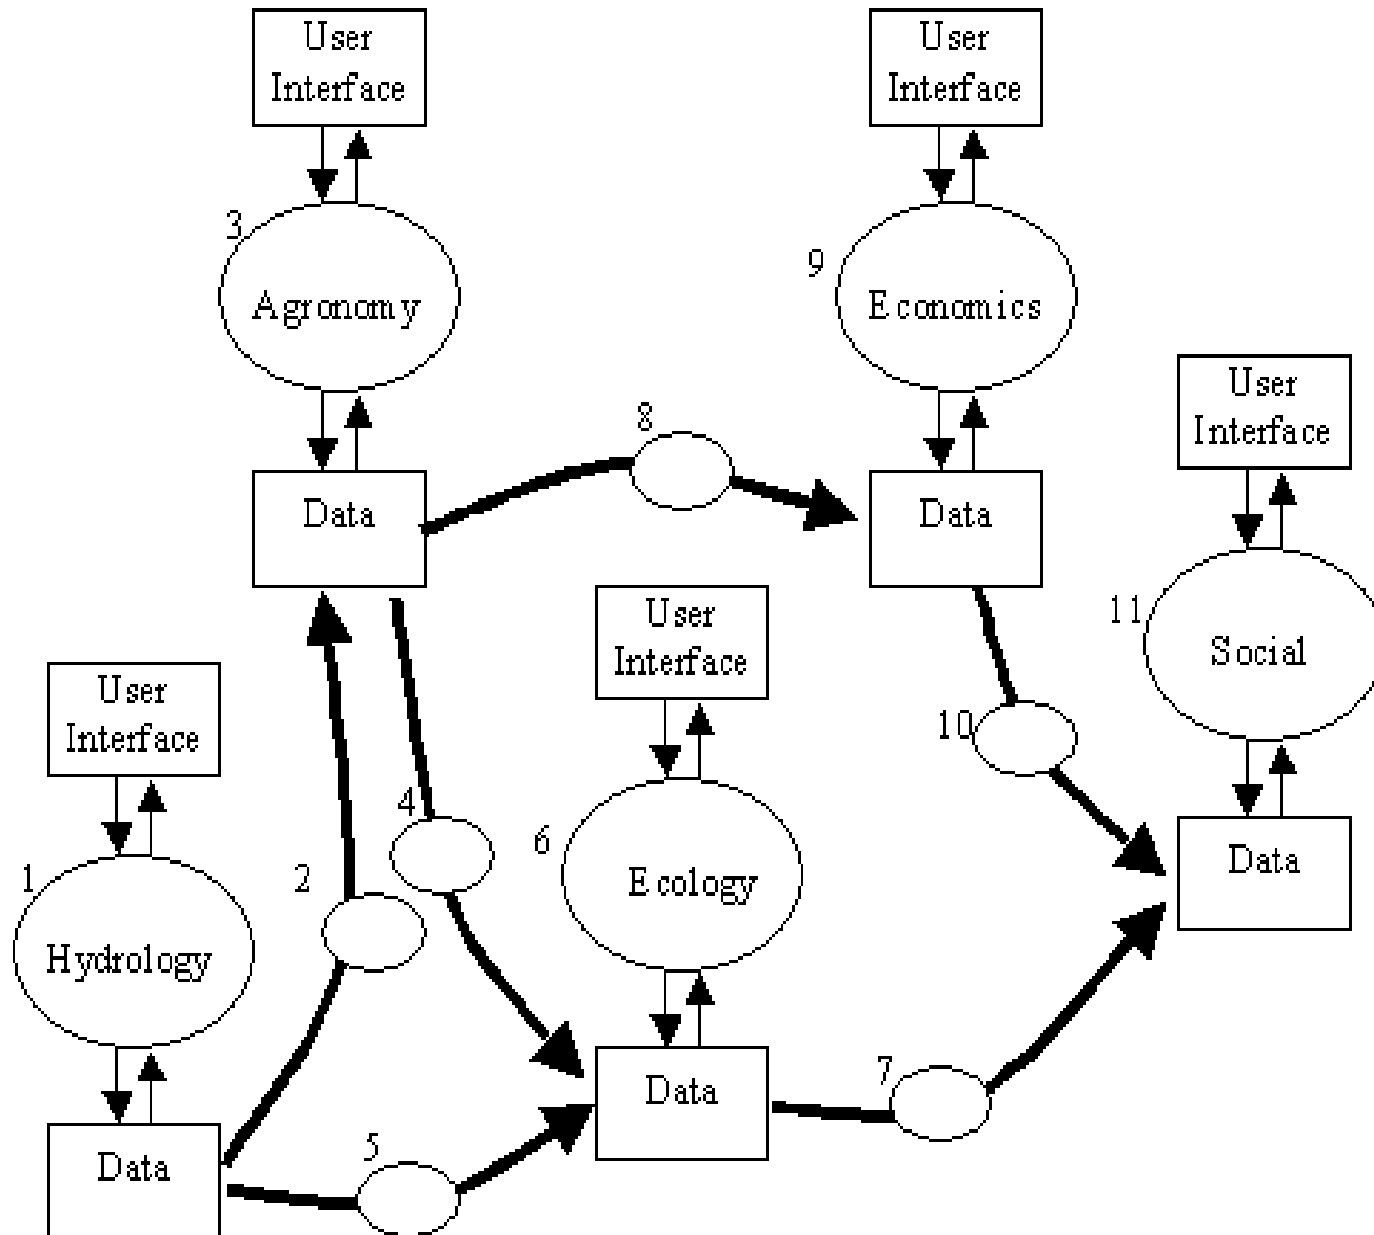 User
Interface
User
Interface
3
Agronomy
9
Economics
User
Interface
8
Data
Data
User
Interface
11
Social
User
Interface
10
4
6
Ecology
2
Data
1
Hydrology
7
Data
5
Data